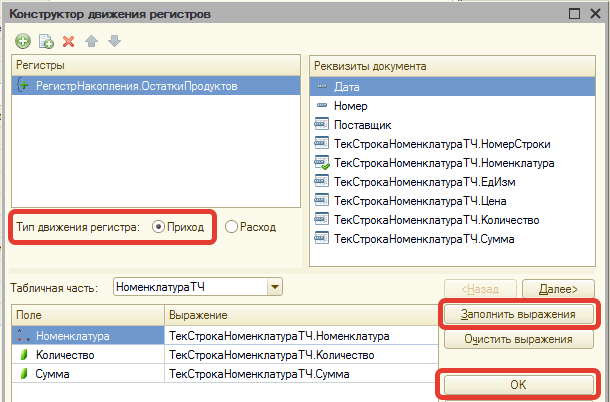 Конструктор движения регистров
Регистры
РегистрНакопления.ОстаткиПродуктов
Реквизиты документа
Дата
Номер
Поставщик
ТекСтрокаНоменклатураТЧ.НомерСтроки
ТекСтрокаНоменклатураТЧ.Номенклатура
ТекСтрокаНоменклатураТЧ.ЕдИзм
ТекСтрокаНоменклатураТЧ.Цена
ТекСтрокаНоменклатураТЧ.Количество
ТекСтрокаНоменклатураТЧ.Сумма
Тип движения регистра: Приход Расход
Табличная часть: НоменклатураТЧ
<Назад Далее>
Поле Выражение
Номенклатура ТекСтрокаНоменклатураТЧ.Номенклатура
Количество ТекСтрокаНоменклатураТЧ.Количество
Сумма ТекСтрокаНоменклатураТЧ.Сумма
Заполнить выражения
Очистить выражения
ОК